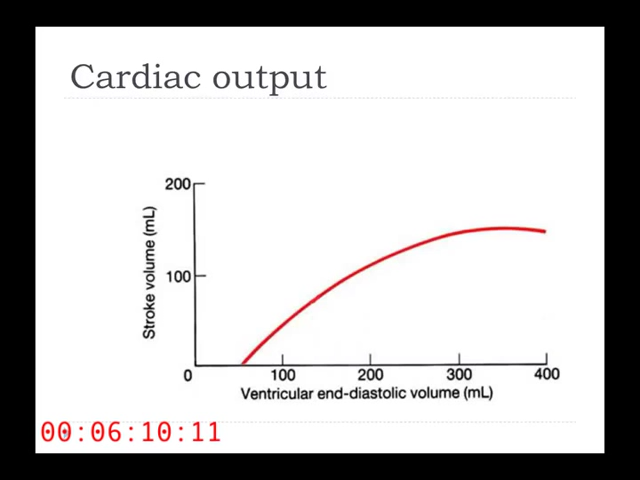 Cardiac output
200
100
Stroke volume (mL)
0 100 200 300 400
Ventricular end-diastolic volume (mL)
00:06:10:11